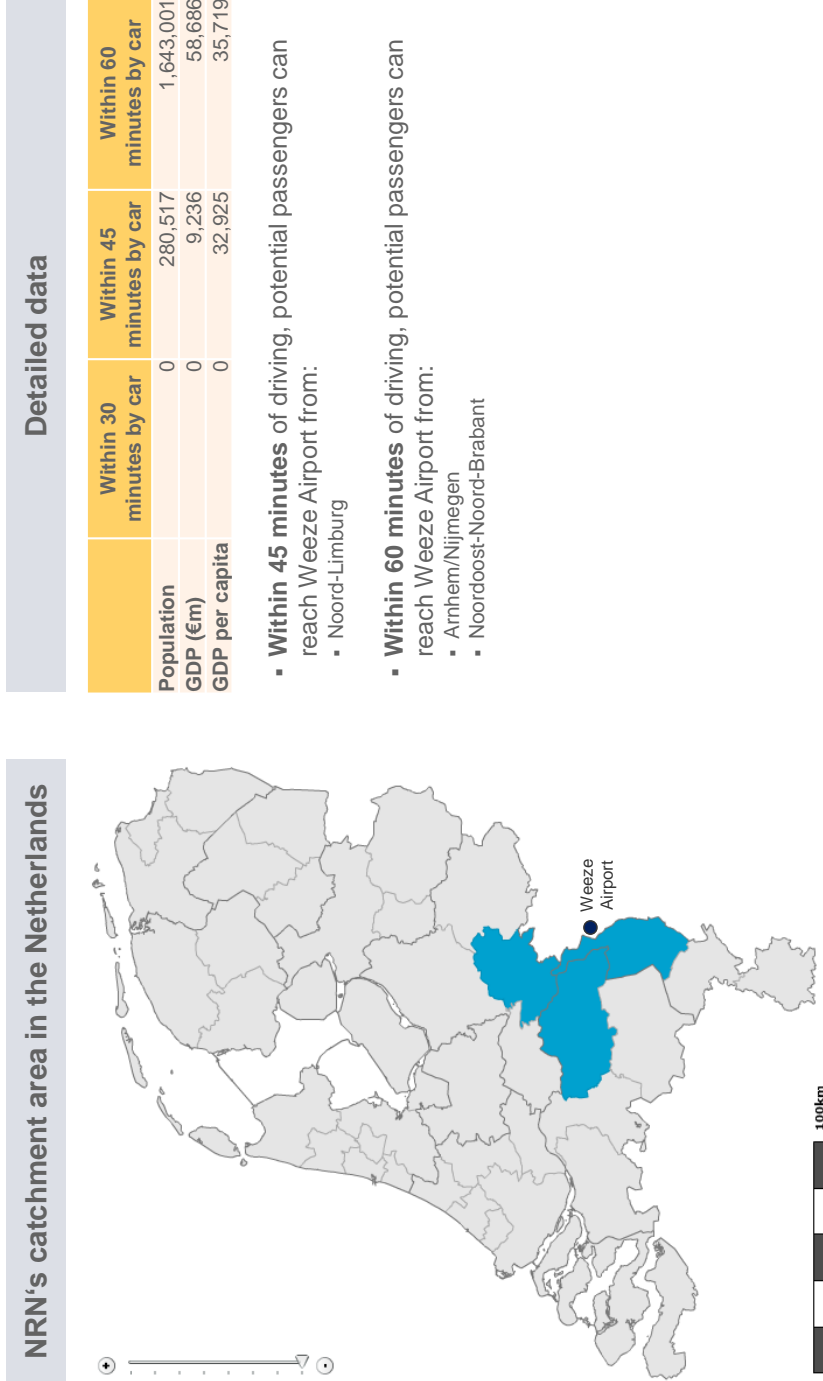 NRN‘s catchment area in the Netherlands
+
-
Weeze
Airport
100km
Detailed data
Within 30 minutes by car
Within 45 minutes by car
Within 60 minutes by car
Population 0 280,517 1,643,001
GDP (€m) 0 9,236 58,686
GDP per capita 0 32,925 35,719
▪ Within 45 minutes of driving, potential passengers can
reach Weeze Airport from:
▪ Noord-Limburg
▪ Within 60 minutes of driving, potential passengers can
reach Weeze Airport from:
▪ Arnhem/Nijmegen
▪ Noordoost-Noord-Brabant